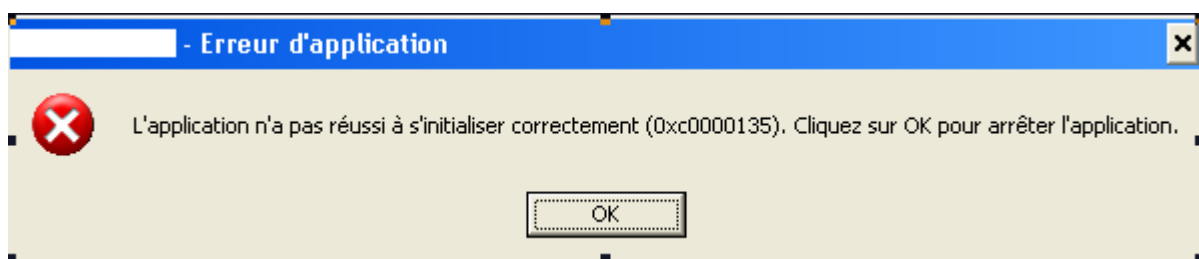 - Erreur d'application
L'application n'a pas réussi à s'initialiser correctement (0xc0000135). Cliquez sur OK pour arrêter l'application.
OK